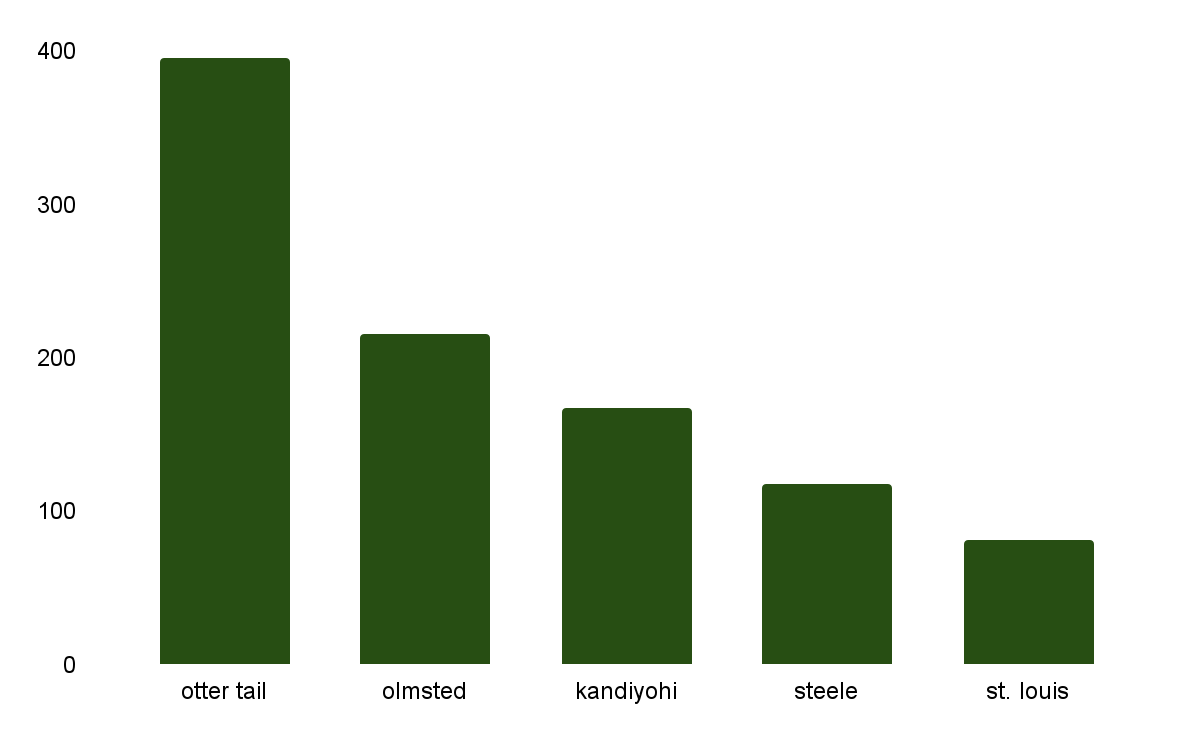 400
300
200
100
0
otter tail
olmsted
kandiyohi
steele
st. louis